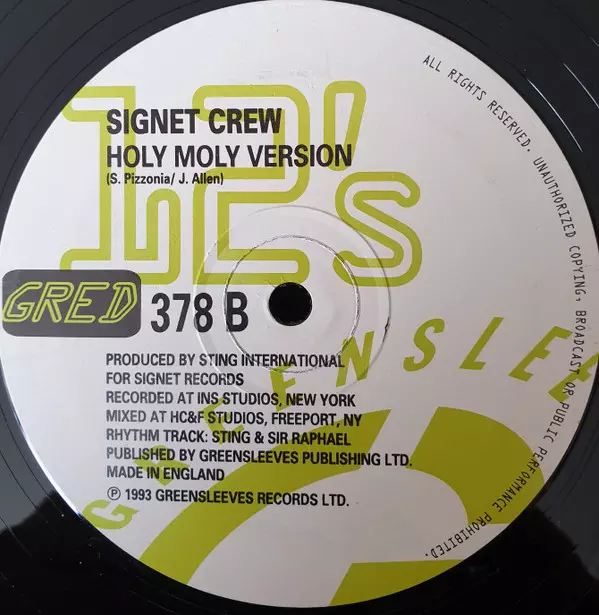 12's
SIGNET CREW
HOLY MOLY VERSION
(S. Pizzonia/ J. Allen)
GRED 378 B
PRODUCED BY STING INTERNATIONAL
FOR SIGNET RECORDS
RECORDED AT INS STUDIOS, NEW YORK
MIXED AT HC&F STUDIOS, FREEPORT, NY
RHYTHM TRACK: STING & SIR RAPHAEL
PUBLISHED BY GREENSLEEVES PUBLISHING LTD.
MADE IN ENGLAND
℗ 1993 GREENSLEEVES RECORDS LTD.
ALL RIGHTS RESERVED. UNAUTHORIZED COPYING, BROADCAST OR PUBLIC PERFORMANCE PROHIBITED.
GREENSLEE